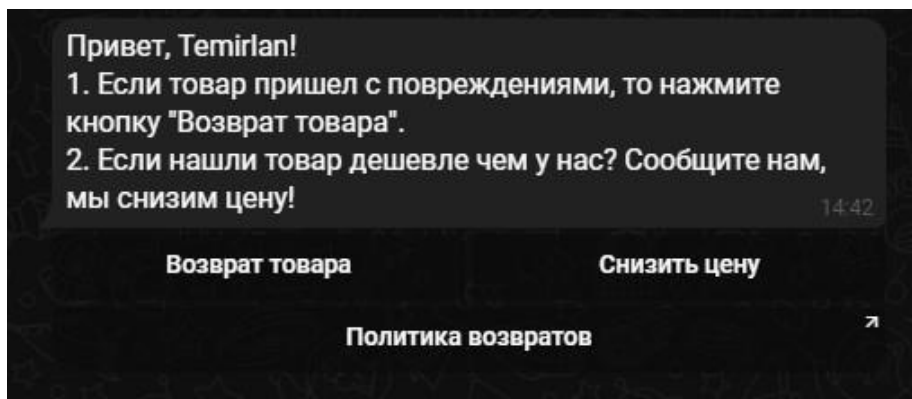 Привет, Temirlan!
1. Если товар пришел с повреждениями, то нажмите
кнопку "Возврат товара".
2. Если нашли товар дешевле чем у нас? Сообщите нам,
мы снизим цену!
14:42
Возврат товара
Снизить цену
Политика возвратов